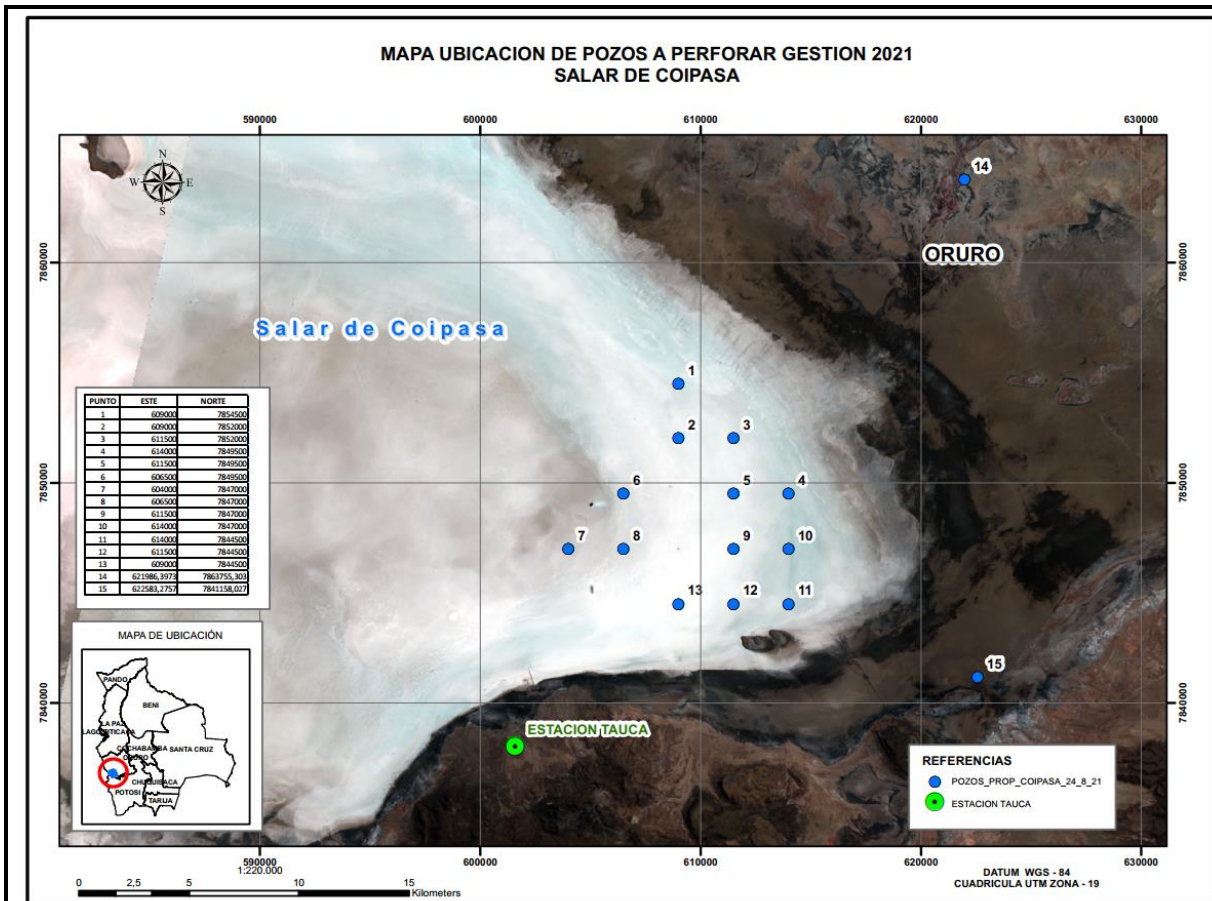 MAPA UBICACION DE POZOS A PERFORAR GESTION 2021
SALAR DE COIPASA
590000 600000 610000 620000 630000
N
W E
S
14
7860000 ORURO 7860000
Salar de Coipasa
1
2 3
PUNTO ESTE NORTE
1 609000 7854500
2 609000 7852000
3 611500 7852000
4 614000 7849500
5 611500 7849500
6 606500 7849500
7 604000 7847000
8 606500 7847000
9 611500 7847000
10 614000 7847000
11 614000 7844500
12 611500 7844500
13 609000 7844500
14 621986,3973 7863755,303
15 622583,2757 7841158,027
7850000 6 5 4 7850000
7 8 9 10
13 12 11
15
7840000 7840000
ESTACION TAUCA
MAPA DE UBICACIÓN
PANDO
BENI
LA PAZ
COCHABAMBA
SANTA CRUZ
ORURO
CHUQUISACA
POTOSI
TARIJA
REFERENCIAS
POZOS_PROP_COIPASA_24_8_21
ESTACION TAUCA
590000 600000 610000 620000 630000
1:220.000
0 2,5 5 10 15
Kilometers
DATUM WGS - 84
CUADRICULA UTM ZONA - 19